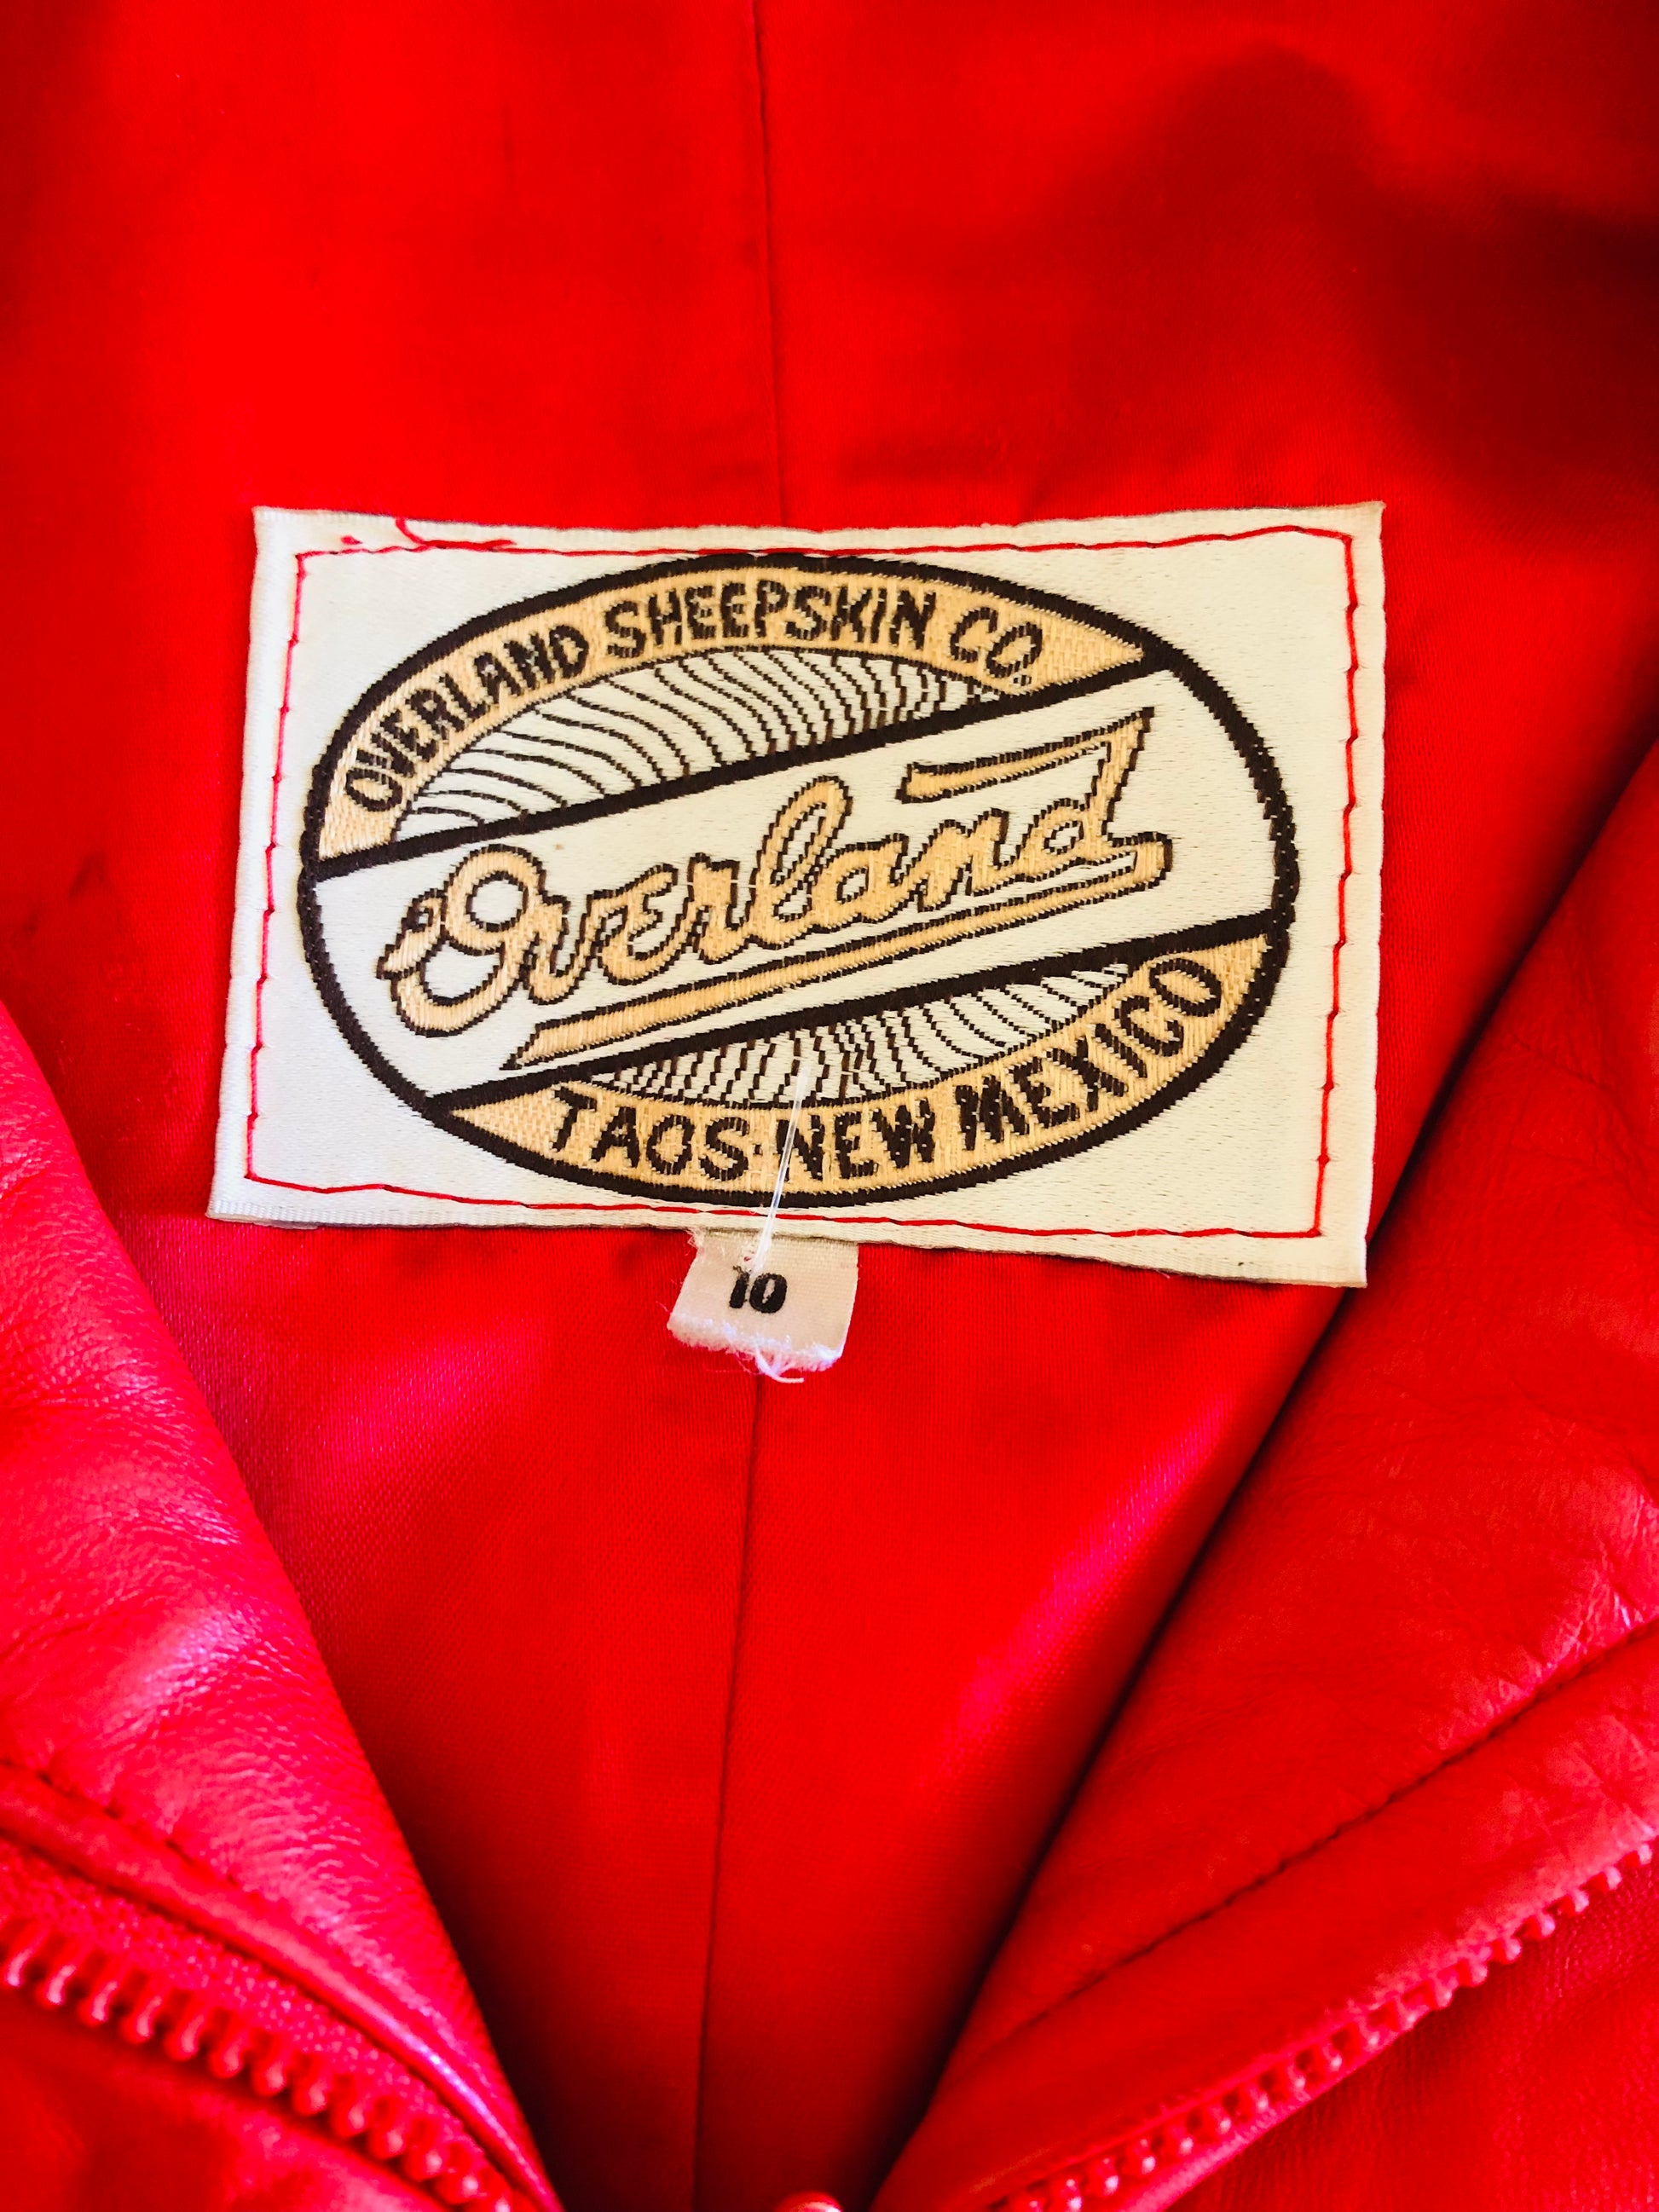 OVERLAND SHEEPSKIN CO.
Overland
TAOS·NEW MEXICO
10